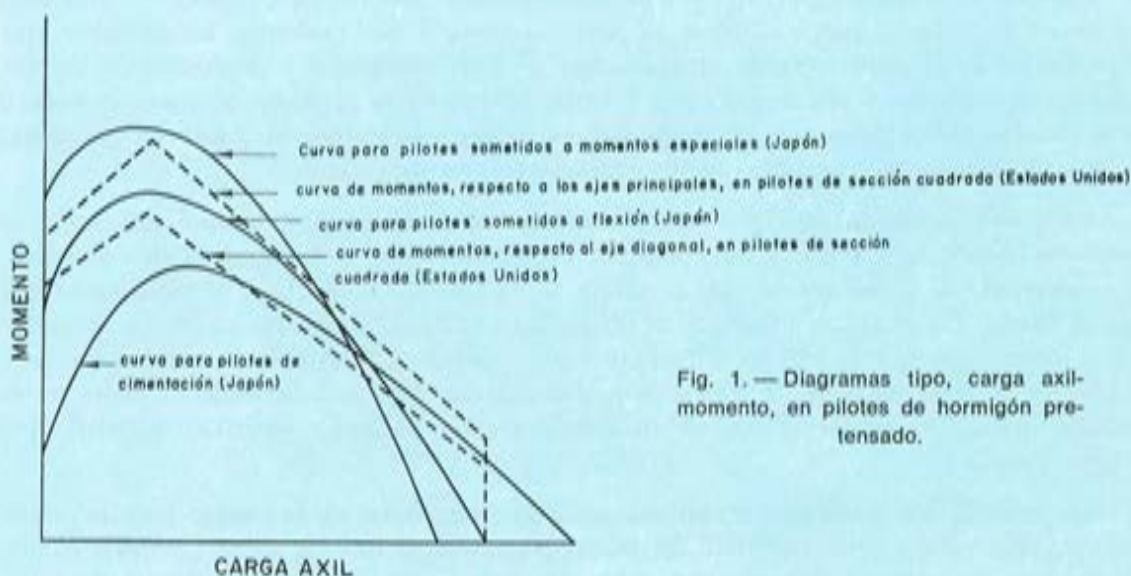 Curva para pilotes sometidos a momentos especiales (Japón)
curva de momentos, respecto a los ejes principales, en pilotes de sección cuadrada (Estados Unidos)
curva para pilotes sometidos a flexión (Japón)
curva de momentos, respecto al eje diagonal, en pilotes de sección
cuadrada (Estados Unidos)
MOMENTO
curva para pilotes de
cimentación (Japón)
Fig. 1. — Diagramas tipo, carga axil-
momento, en pilotes de hormigón pre-
tensado.
CARGA AXIL